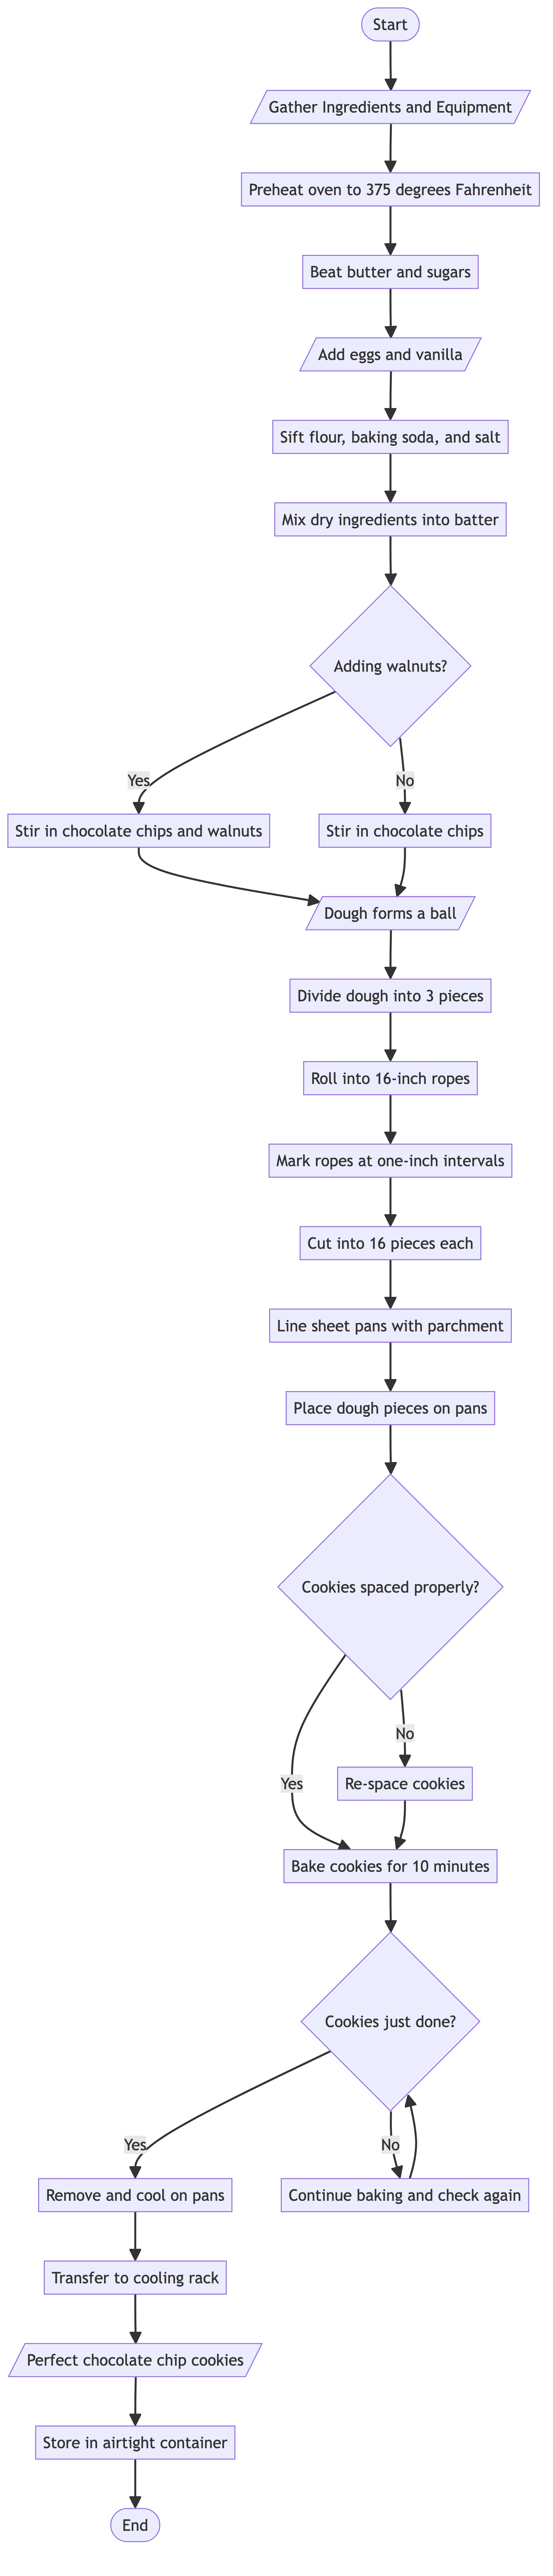 Start
Gather Ingredients and Equipment
Preheat oven to 375 degrees Fahrenheit
Beat butter and sugars
Add eggs and vanilla
Sift flour, baking soda, and salt
Mix dry ingredients into batter
Adding walnuts?
Yes
No
Stir in chocolate chips and walnuts
Stir in chocolate chips
Dough forms a ball
Divide dough into 3 pieces
Roll into 16-inch ropes
Mark ropes at one-inch intervals
Cut into 16 pieces each
Line sheet pans with parchment
Place dough pieces on pans
Cookies spaced properly?
No
Yes
Re-space cookies
Bake cookies for 10 minutes
Cookies just done?
Yes
No
Remove and cool on pans
Continue baking and check again
Transfer to cooling rack
Perfect chocolate chip cookies
Store in airtight container
End